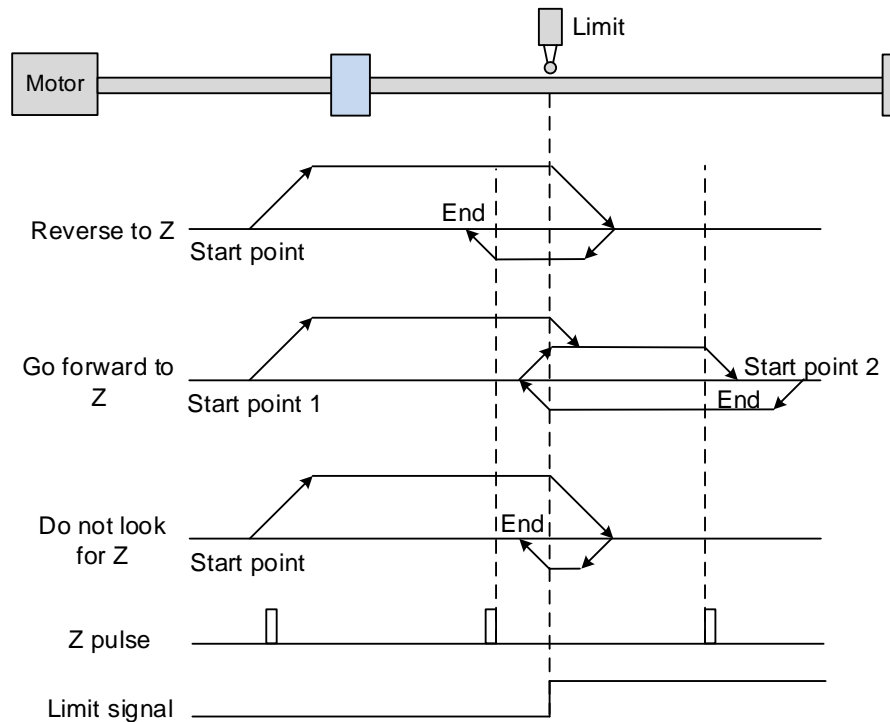 Limit
Motor
End
Reverse to Z
Start point
Go forward to
Z
Start point 2
Start point 1
End
Do not look
for Z
End
Start point
Z pulse
Limit signal